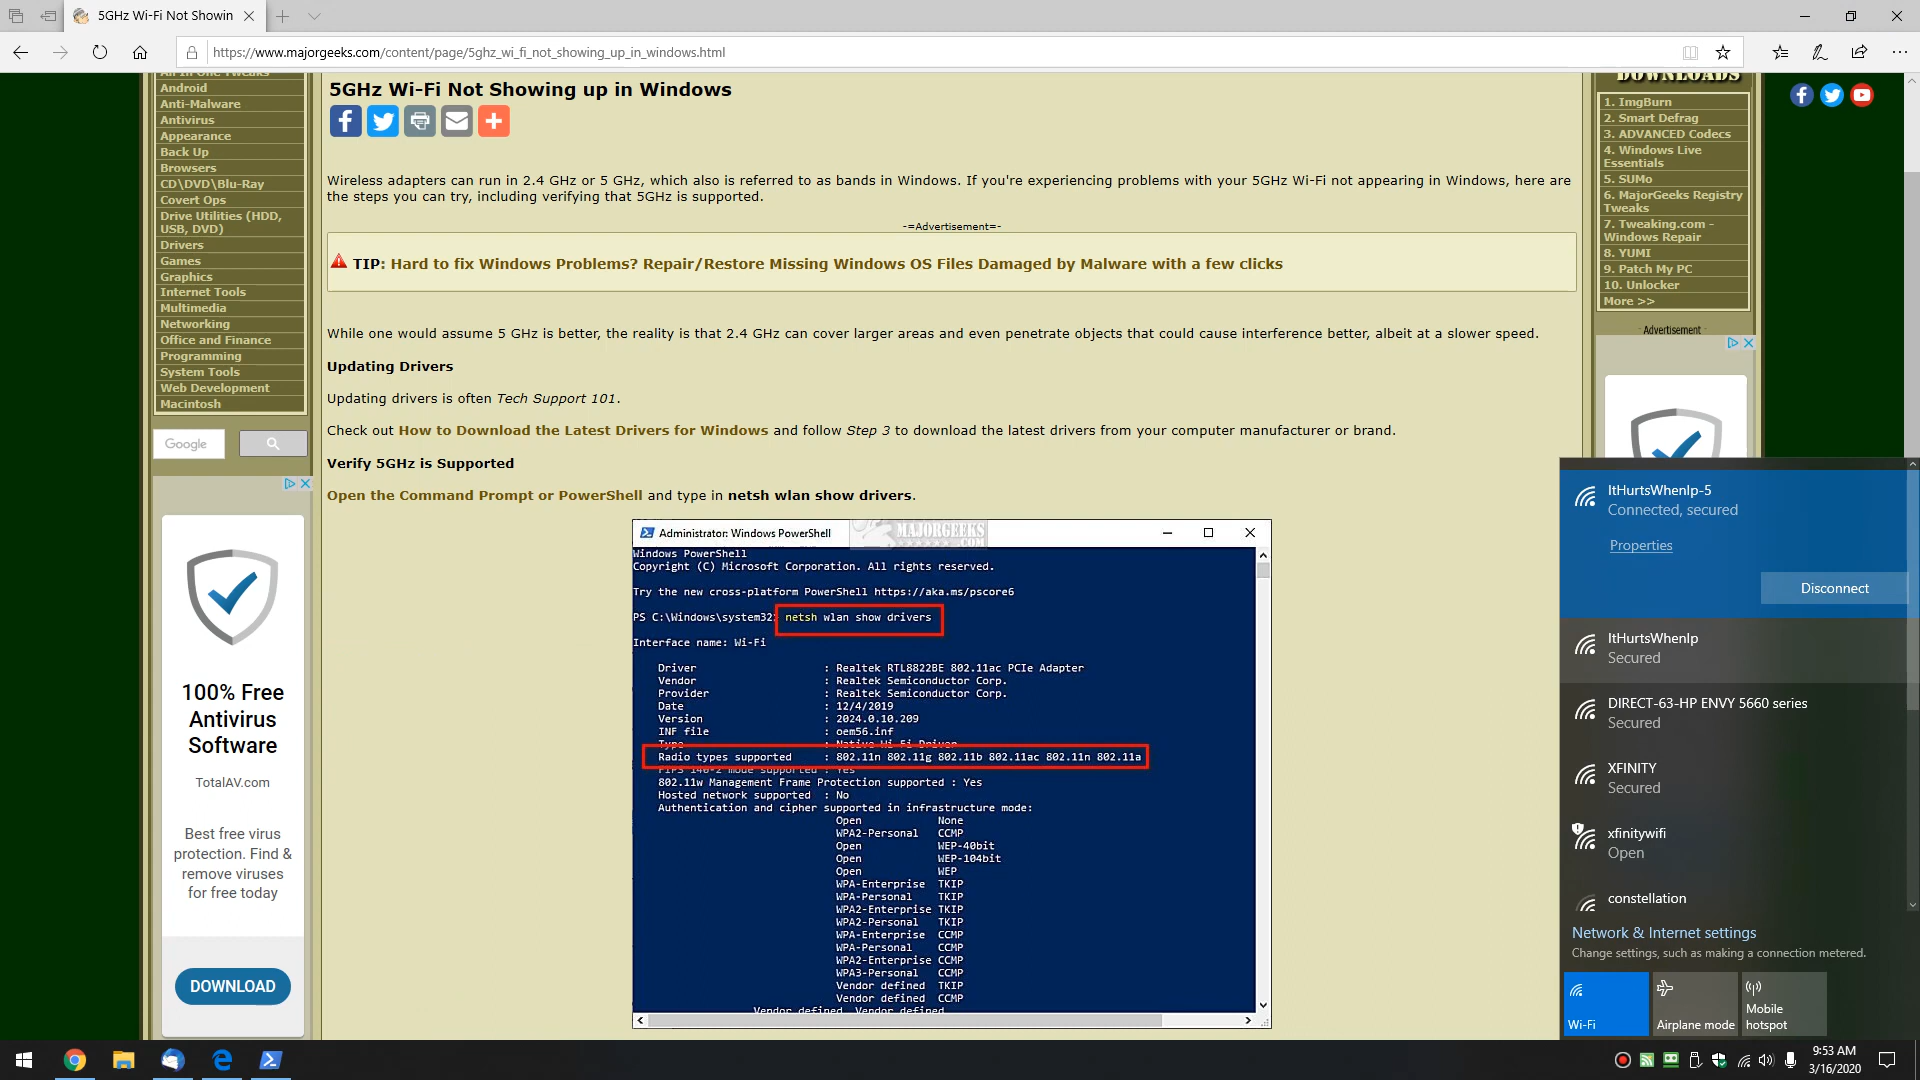 5GHz Wi-Fi Not Showin
https://www.majorgeeks.com/content/page/5ghz_wi_fi_not_showing_up_in_windows.html
All In One Tweaks
Android
Anti-Malware
Antivirus
Appearance
Back Up
Browsers
CD\DVD\Blu-Ray
Covert Ops
Drive Utilities (HDD,
USB, DVD)
Drivers
Games
Graphics
Internet Tools
Multimedia
Networking
Office and Finance
Programming
System Tools
Web Development
Macintosh
Google
100% Free
Antivirus
Software
TotalAV.com
Best free virus
protection. Find &
remove viruses
for free today
DOWNLOAD
5GHz Wi-Fi Not Showing up in Windows
Wireless adapters can run in 2.4 GHz or 5 GHz, which also is referred to as bands in Windows. If you're experiencing problems with your 5GHz Wi-Fi not appearing in Windows, here are
the steps you can try, including verifying that 5GHz is supported.
-=Advertisement=-
TIP: Hard to fix Windows Problems? Repair/Restore Missing Windows OS Files Damaged by Malware with a few clicks
While one would assume 5 GHz is better, the reality is that 2.4 GHz can cover larger areas and even penetrate objects that could cause interference better, albeit at a slower speed.
Updating Drivers
Updating drivers is often Tech Support 101.
Check out How to Download the Latest Drivers for Windows and follow Step 3 to download the latest drivers from your computer manufacturer or brand.
Verify 5GHz is Supported
Open the Command Prompt or PowerShell and type in netsh wlan show drivers.
Administrator: Windows PowerShell
MAJORGEEKS
.COM
Windows PowerShell
Copyright (C) Microsoft Corporation. All rights reserved.
Try the new cross-platform PowerShell https://aka.ms/pscore6
PS C:\Windows\system32 netsh wlan show drivers
Interface name: Wi-Fi
Driver : Realtek RTL8822BE 802.11ac PCIe Adapter
Vendor : Realtek Semiconductor Corp.
Provider : Realtek Semiconductor Corp.
Date : 12/4/2019
Version : 2024.0.10.209
INF file : oem56.inf
Type : Native Wi-Fi Driver
Radio types supported : 802.11n 802.11g 802.11b 802.11ac 802.11n 802.11a
FIPS 140-2 mode supported : Yes
802.11w Management Frame Protection supported : Yes
Hosted network supported : No
Authentication and cipher supported in infrastructure mode:
Open None
WPA2-Personal CCMP
Open WEP-40bit
Open WEP-104bit
Open WEP
WPA-Enterprise TKIP
WPA-Personal TKIP
WPA2-Enterprise TKIP
WPA2-Personal TKIP
WPA-Enterprise CCMP
WPA-Personal CCMP
WPA2-Enterprise CCMP
WPA3-Personal CCMP
Vendor defined TKIP
Vendor defined CCMP
Vendor defined Vendor defined
DOWNLOADS
1. ImgBurn
2. Smart Defrag
3. ADVANCED Codecs
4. Windows Live
Essentials
5. SUMo
6. MajorGeeks Registry
Tweaks
7. Tweaking.com -
Windows Repair
8. YUMI
9. Patch My PC
10. Unlocker
More >>
- Advertisement -
ItHurtsWhenIp-5
Connected, secured
Properties
Disconnect
ItHurtsWhenIp
Secured
DIRECT-63-HP ENVY 5660 series
Secured
XFINITY
Secured
xfinitywifi
Open
constellation
Network & Internet settings
Change settings, such as making a connection metered.
Wi-Fi
Airplane mode
Mobile
hotspot
9:53 AM
3/16/2020